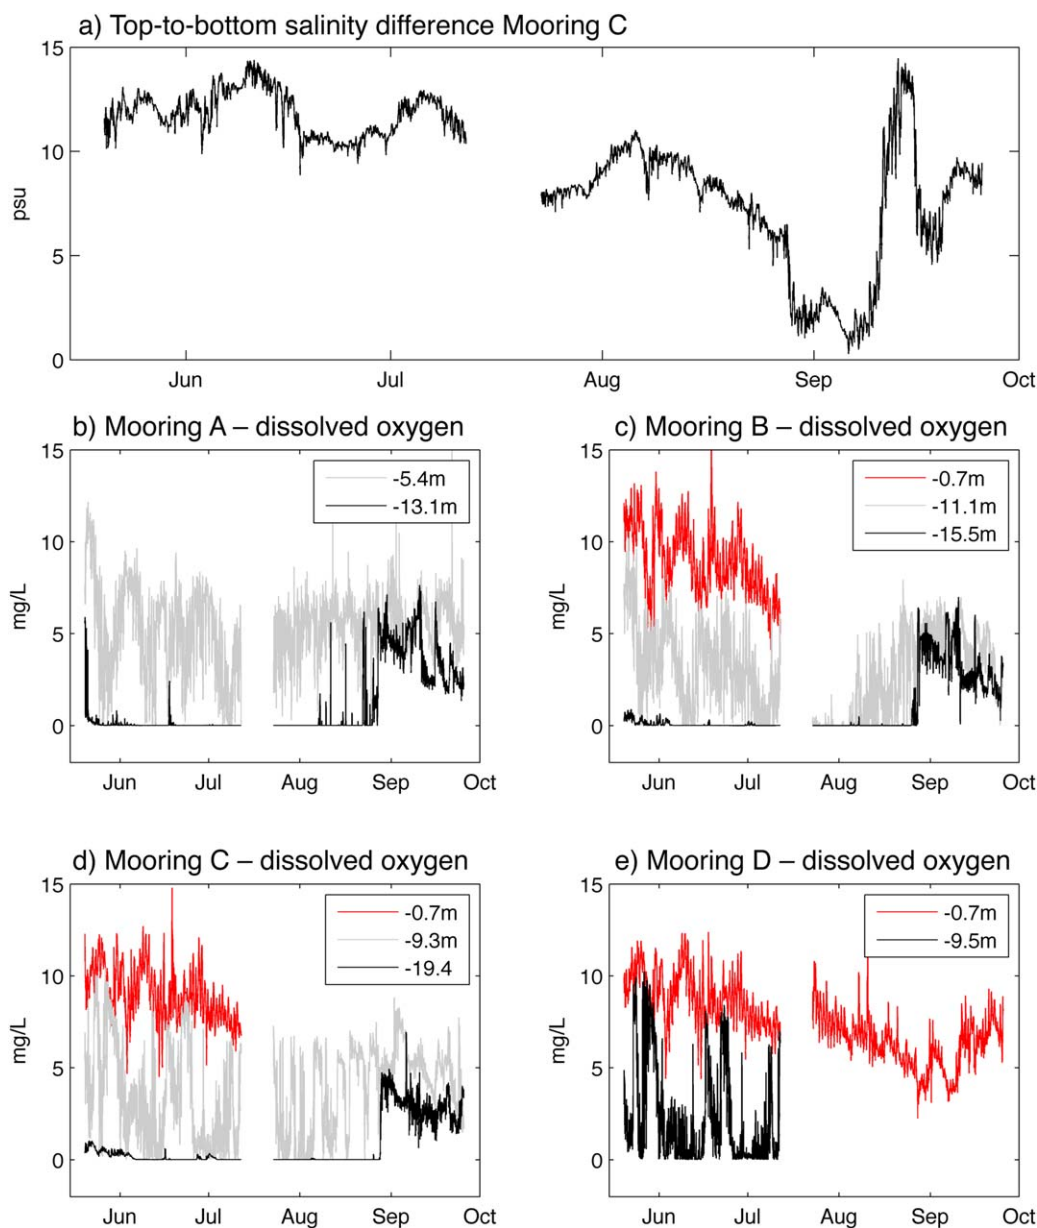 a) Top-to-bottom salinity difference Mooring C
15
10
5
0
psu
Jun Jul Aug Sep Oct
b) Mooring A – dissolved oxygen
15
10
5
0
mg/L
-5.4m
-13.1m
Jun Jul Aug Sep Oct
c) Mooring B – dissolved oxygen
15
10
5
0
mg/L
-0.7m
-11.1m
-15.5m
Jun Jul Aug Sep Oct
d) Mooring C – dissolved oxygen
15
10
5
0
mg/L
-0.7m
-9.3m
-19.4
Jun Jul Aug Sep Oct
e) Mooring D – dissolved oxygen
15
10
5
0
mg/L
-0.7m
-9.5m
Jun Jul Aug Sep Oct